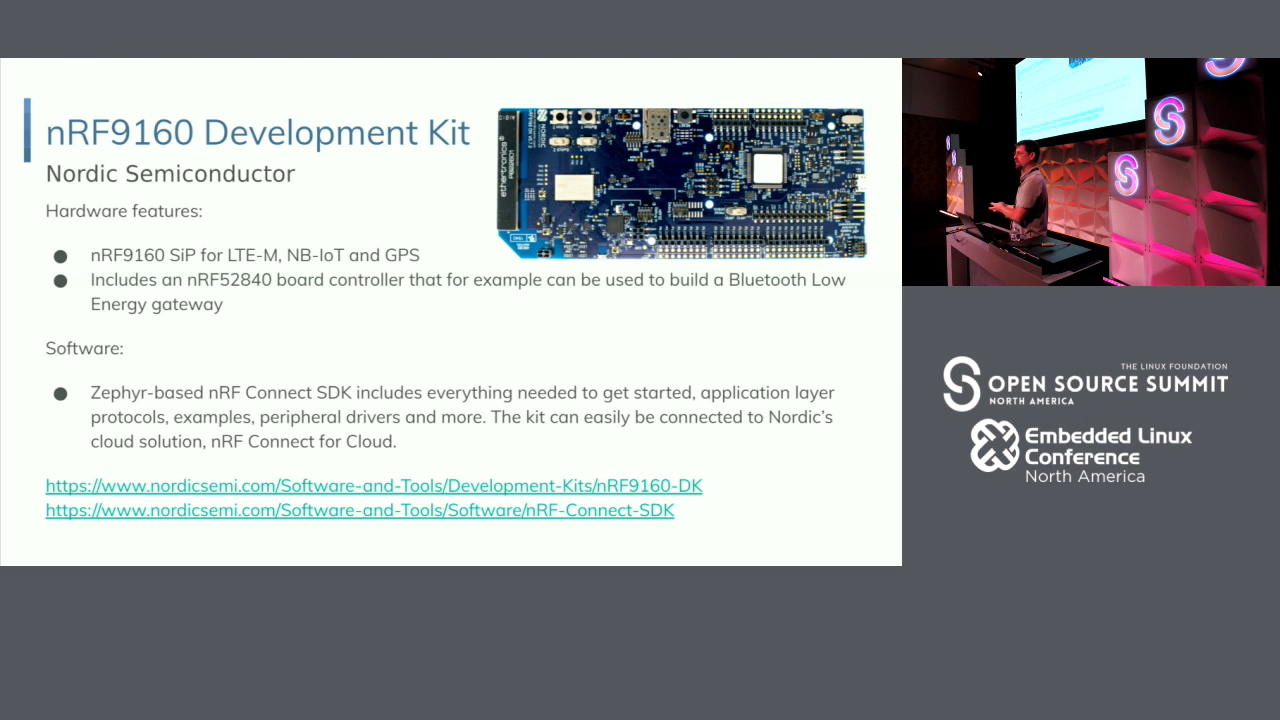 nRF9160 Development Kit
Nordic Semiconductor
Hardware features:
● nRF9160 SiP for LTE-M, NB-IoT and GPS
● Includes an nRF52840 board controller that for example can be used to build a Bluetooth Low
Energy gateway
Software:
● Zephyr-based nRF Connect SDK includes everything needed to get started, application layer
protocols, examples, peripheral drivers and more. The kit can easily be connected to Nordic's
cloud solution, nRF Connect for Cloud.
https://www.nordicsemi.com/Software-and-Tools/Development-Kits/nRF9160-DK
https://www.nordicsemi.com/Software-and-Tools/Software/nRF-Connect-SDK
ethertronics
NORDIC
THE LINUX FOUNDATION
OPEN SOURCE SUMMIT
NORTH AMERICA
Embedded Linux
Conference
North America